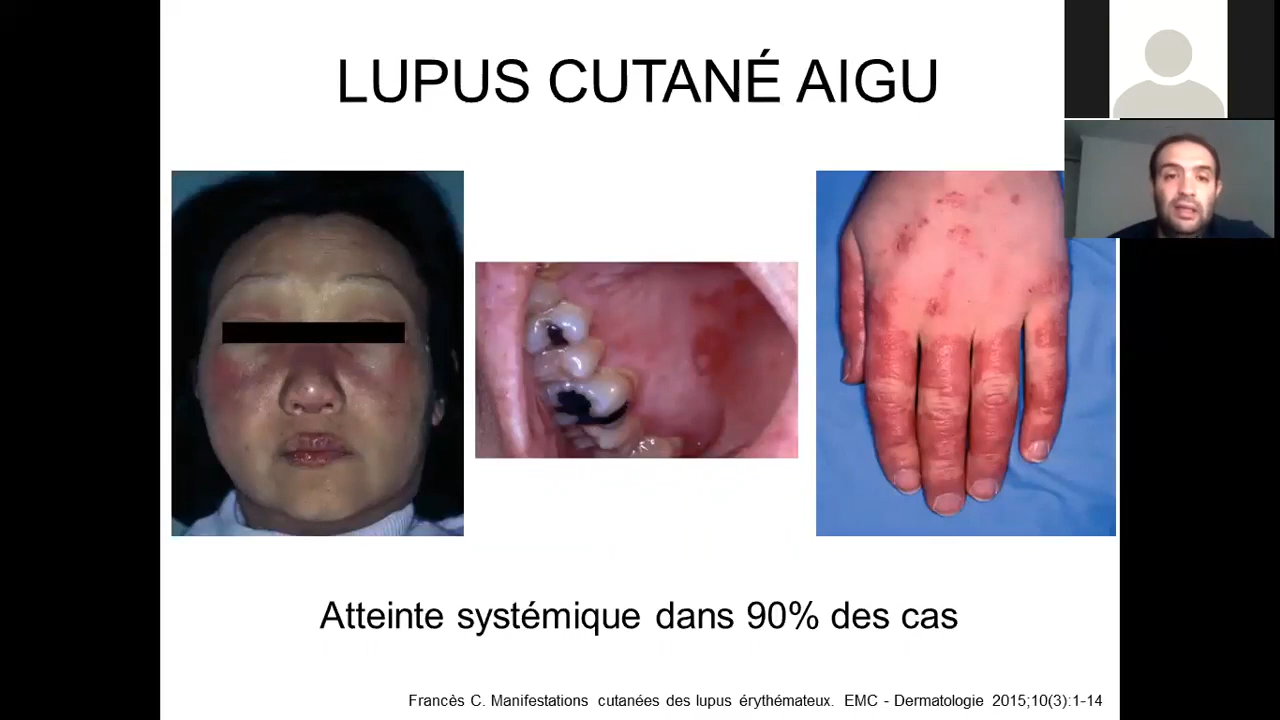 LUPUS CUTANÉ AIGU
Atteinte systémique dans 90% des cas
Francès C. Manifestations cutanées des lupus érythémateux. EMC - Dermatologie 2015;10(3):1-14